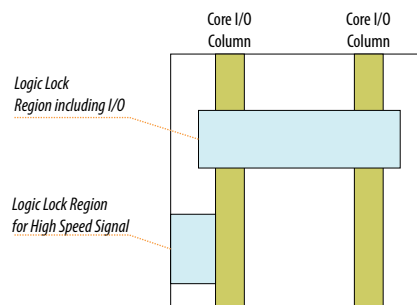 Core I/O
Column
Core I/O
Column
Logic Lock
Region including I/O
Logic Lock Region
for High Speed Signal